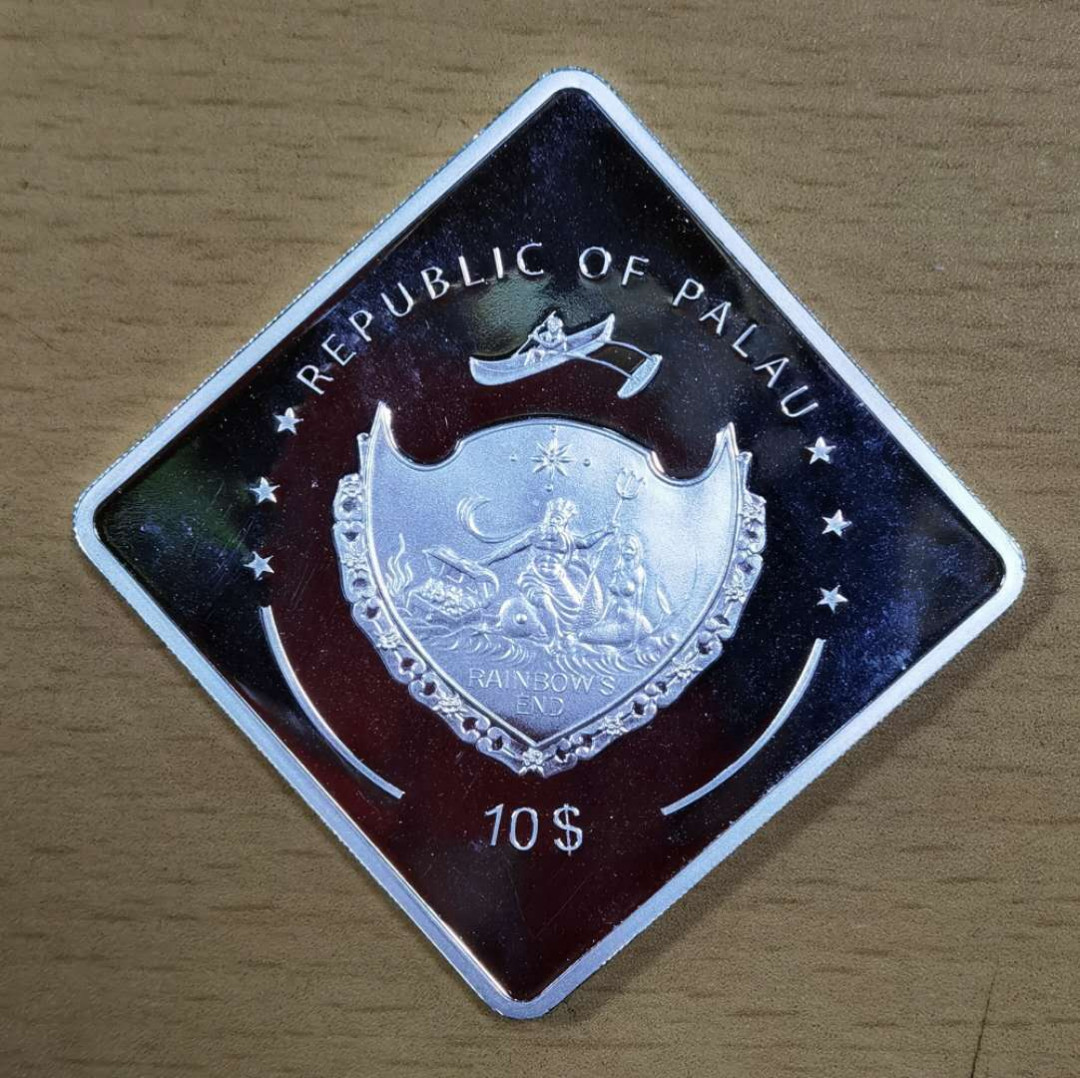 REPUBLIC OF PALAU
RAINBOW'S
END
10$